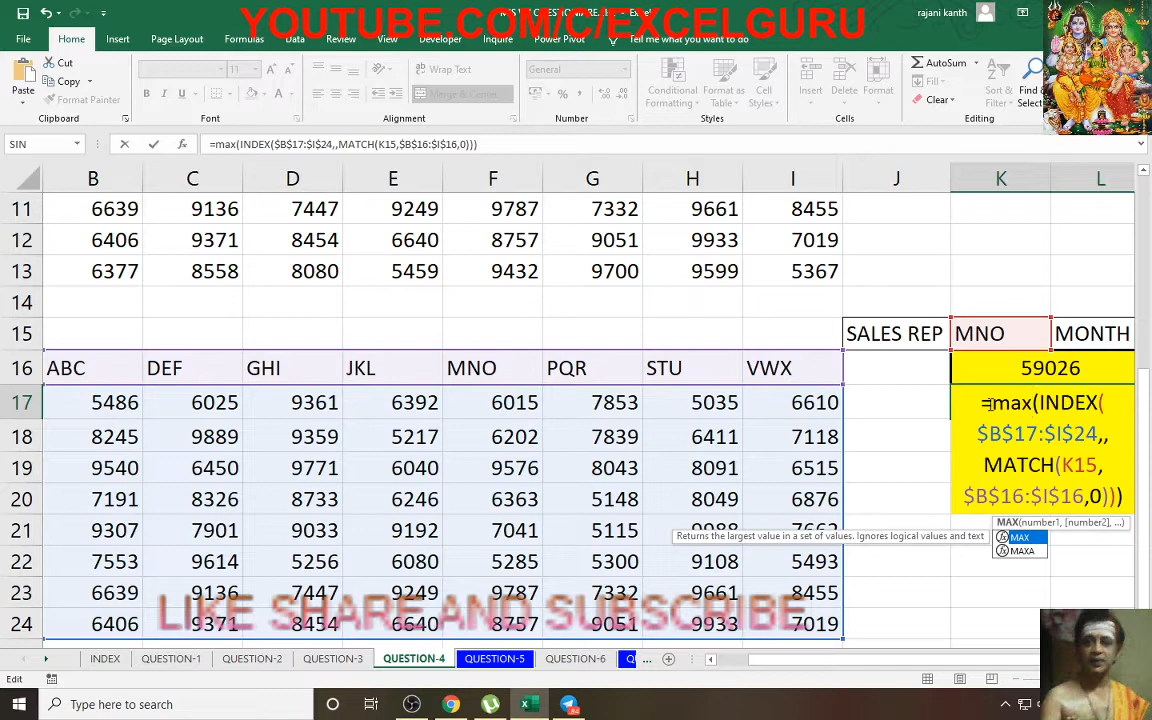 YOUTUBE.COM/C/EXCELGURU
rajani kanth
File Home Insert Page Layout Formulas Data Review View Developer Inquire Power Pivot Tell me what you want to do
Paste Cut Copy Format Painter
Clipboard
11
B I U
Font
Wrap Text
Merge & Center
Alignment
General
Number
Conditional Formatting Format as Table Cell Styles
Styles
Insert Delete Format
Cells
AutoSum Fill Clear
Sort & Filter Find Select
Editing
SIN =max(INDEX($B$17:$I$24,,MATCH(K15,$B$16:$I$16,0)))
B C D E F G H I J K L
11 6639 9136 7447 9249 9787 7332 9661 8455
12 6406 9371 8454 6640 8757 9051 9933 7019
13 6377 8558 8080 5459 9432 9700 9599 5367
14
15 SALES REP MNO MONTH
16 ABC DEF GHI JKL MNO PQR STU VWX 59026
17 5486 6025 9361 6392 6015 7853 5035 6610 =max(INDEX(
18 8245 9889 9359 5217 6202 7839 6411 7118 $B$17:$I$24,,
19 9540 6450 9771 6040 9576 8043 8091 6515 MATCH(K15,
20 7191 8326 8733 6246 6363 5148 8049 6876 $B$16:$I$16,0)))
21 9307 7901 9033 9192 7041 5115
MAX(number1, [number2], ...)
Returns the largest value in a set of values. Ignores logical values and text
MAX
MAXA
22 7553 9614 5256 6080 5285 5300 9108 5493
23 6639 9136 7447 9249 9787 7332 9661 8455
24 6406 9371 8454 6640 8757 9051 9933 7019
LIKE SHARE AND SUBSCRIBE
INDEX QUESTION-1 QUESTION-2 QUESTION-3 QUESTION-4 QUESTION-5 QUESTION-6 ...
Edit
Type here to search